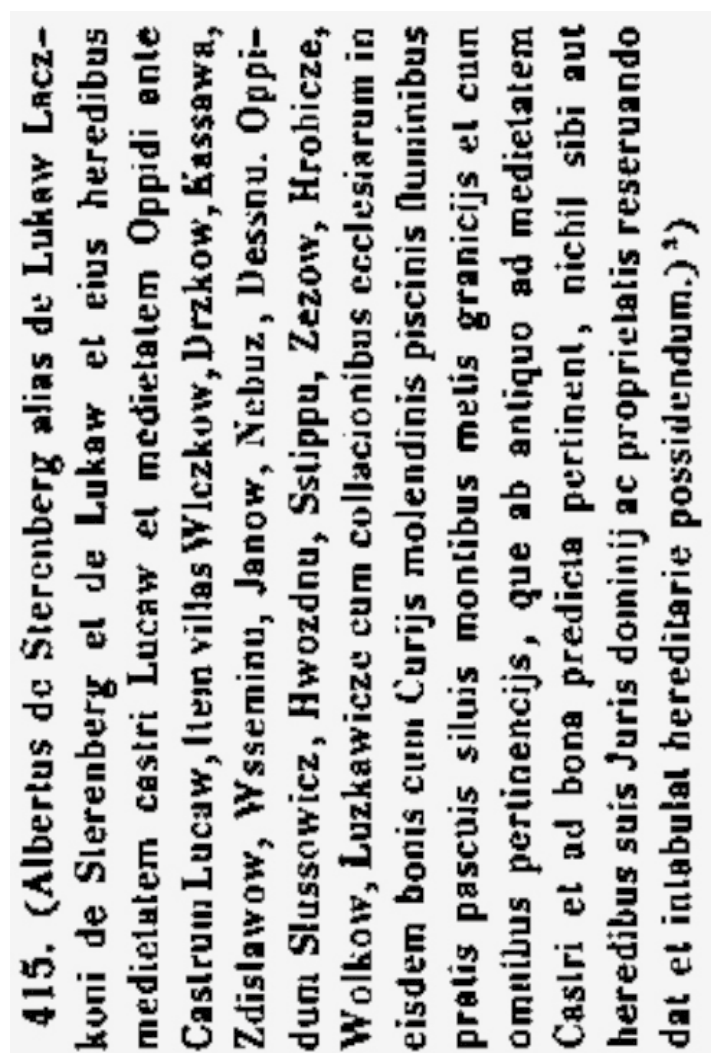 415. (Albertus de Sterenberg alias de Lukaw Lacz-
koni de Sterenberg et de Lukaw et eius heredibus
medietatem castri Lucaw et medietatem Oppidi ante
Castrum Lucaw, Item villas Wlczkow, Drzkow, Kassawa,
Zdislawow, Wsseminu, Janow, Nebuz, Dessnu. Oppi-
dum Slussowicz, Hwozdnu, Sstippu, Zezow, Hrobicze,
Wolkow, Luzkawicze cum collacionibus ecclesiarum in
eisdem bonis cum Curijs molendinis piscinis fluminibus
pratis pascuis siluis montibus metis granicijs et cum
omnibus pertinencijs, que ab antiquo ad medietatem
Castri et ad bona predicta pertinent, nichil sibi aut
heredibus suis Juris dominij ac proprietatis reseruando
dat et intabulat hereditarie possidendum.) ²)